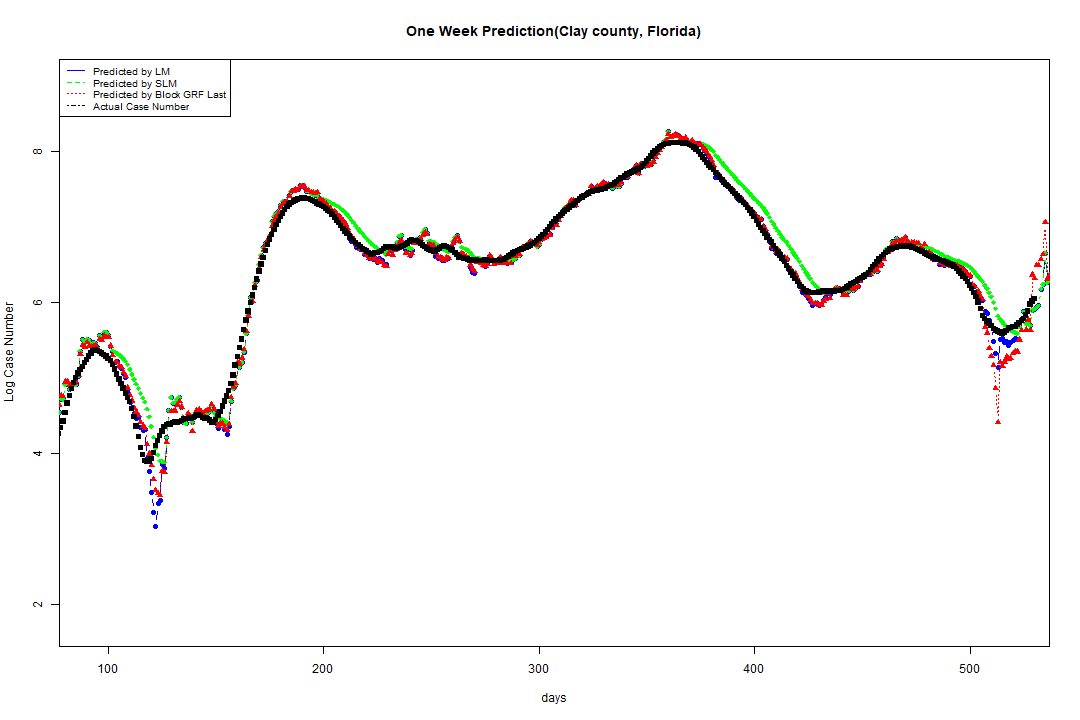 One Week Prediction(Clay county, Florida)
Predicted by LM
Predicted by SLM
Predicted by Block GRF Last
Actual Case Number
8
6
4
2
Log Case Number
100 200 300 400 500
days